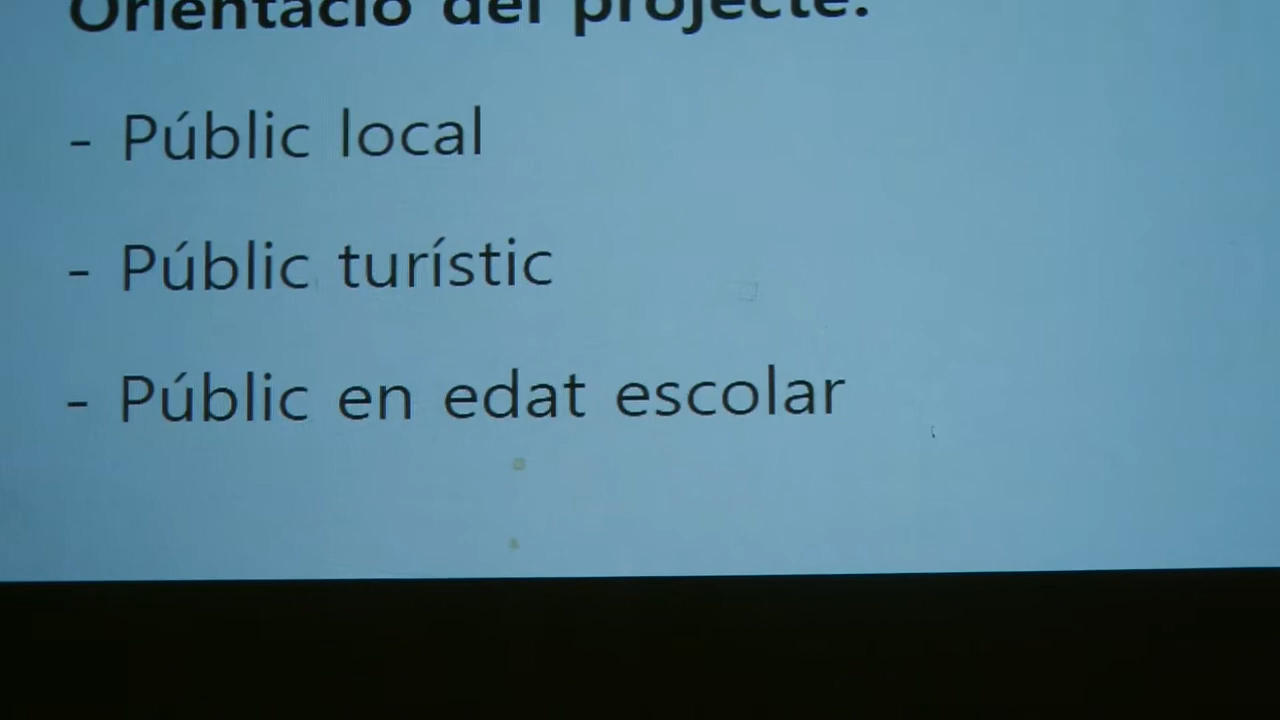 Orientació del projecte:
- Públic local
- Públic turístic
- Públic en edat escolar